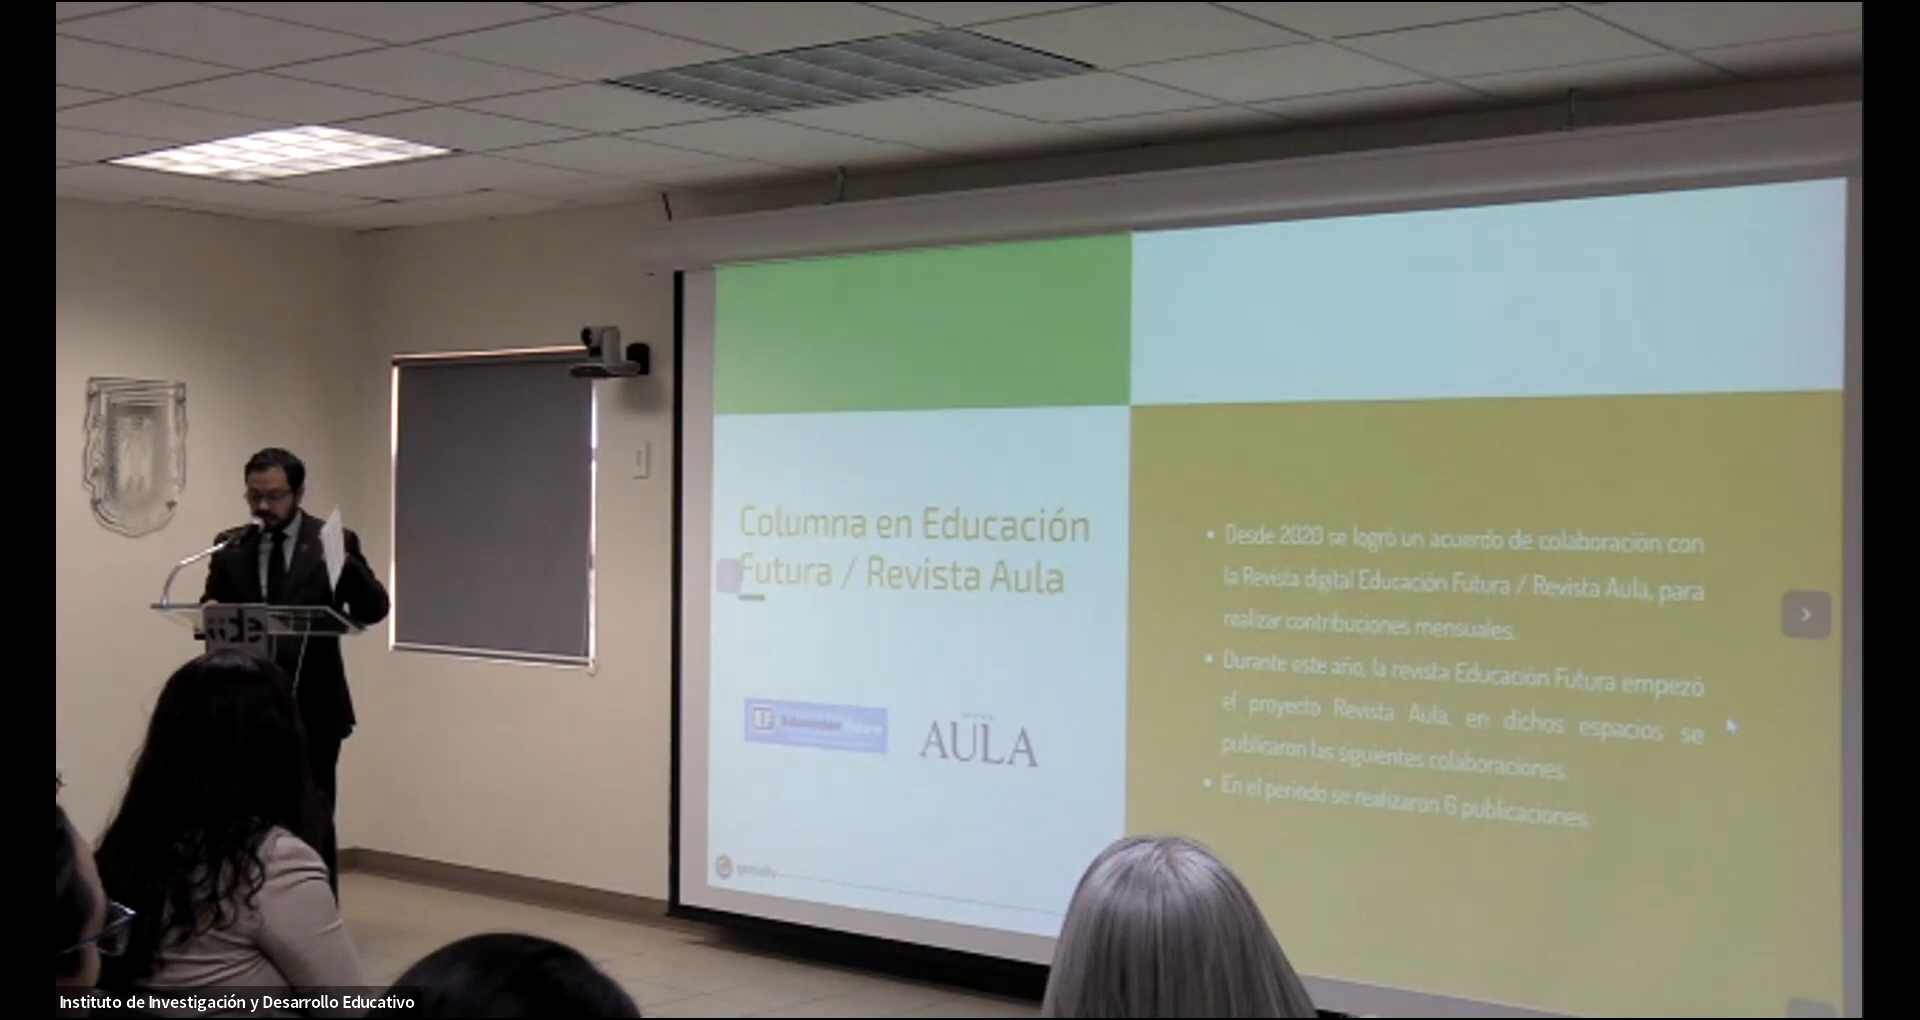 Columna en Educación
Futura / Revista Aula
AULA
genially
• Desde 2020 se logró un acuerdo de colaboración con
la Revista digital Educación Futura / Revista Aula, para
realizar contribuciones mensuales.
• Durante este año, la revista Educación Futura empezó
el proyecto Revista Aula, en dichos espacios se
publicaron las siguientes colaboraciones.
• En el periodo se realizaron 6 publicaciones.
Instituto de Investigación y Desarrollo Educativo